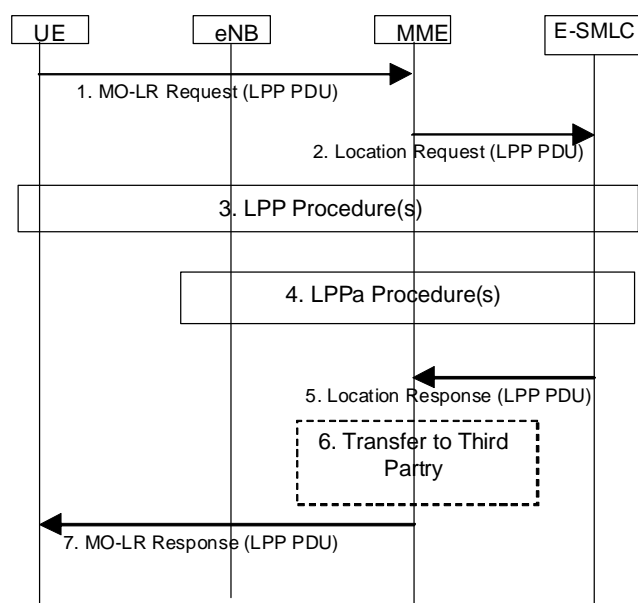 UE
eNB
MME
E-SMLC
1. MO-LR Request (LPP PDU)
2. Location Request (LPP PDU)
3. LPP Procedure(s)
4. LPPa Procedure(s)
5. Location Response (LPP PDU)
6. Transfer to Third
Partry
7. MO-LR Response (LPP PDU)